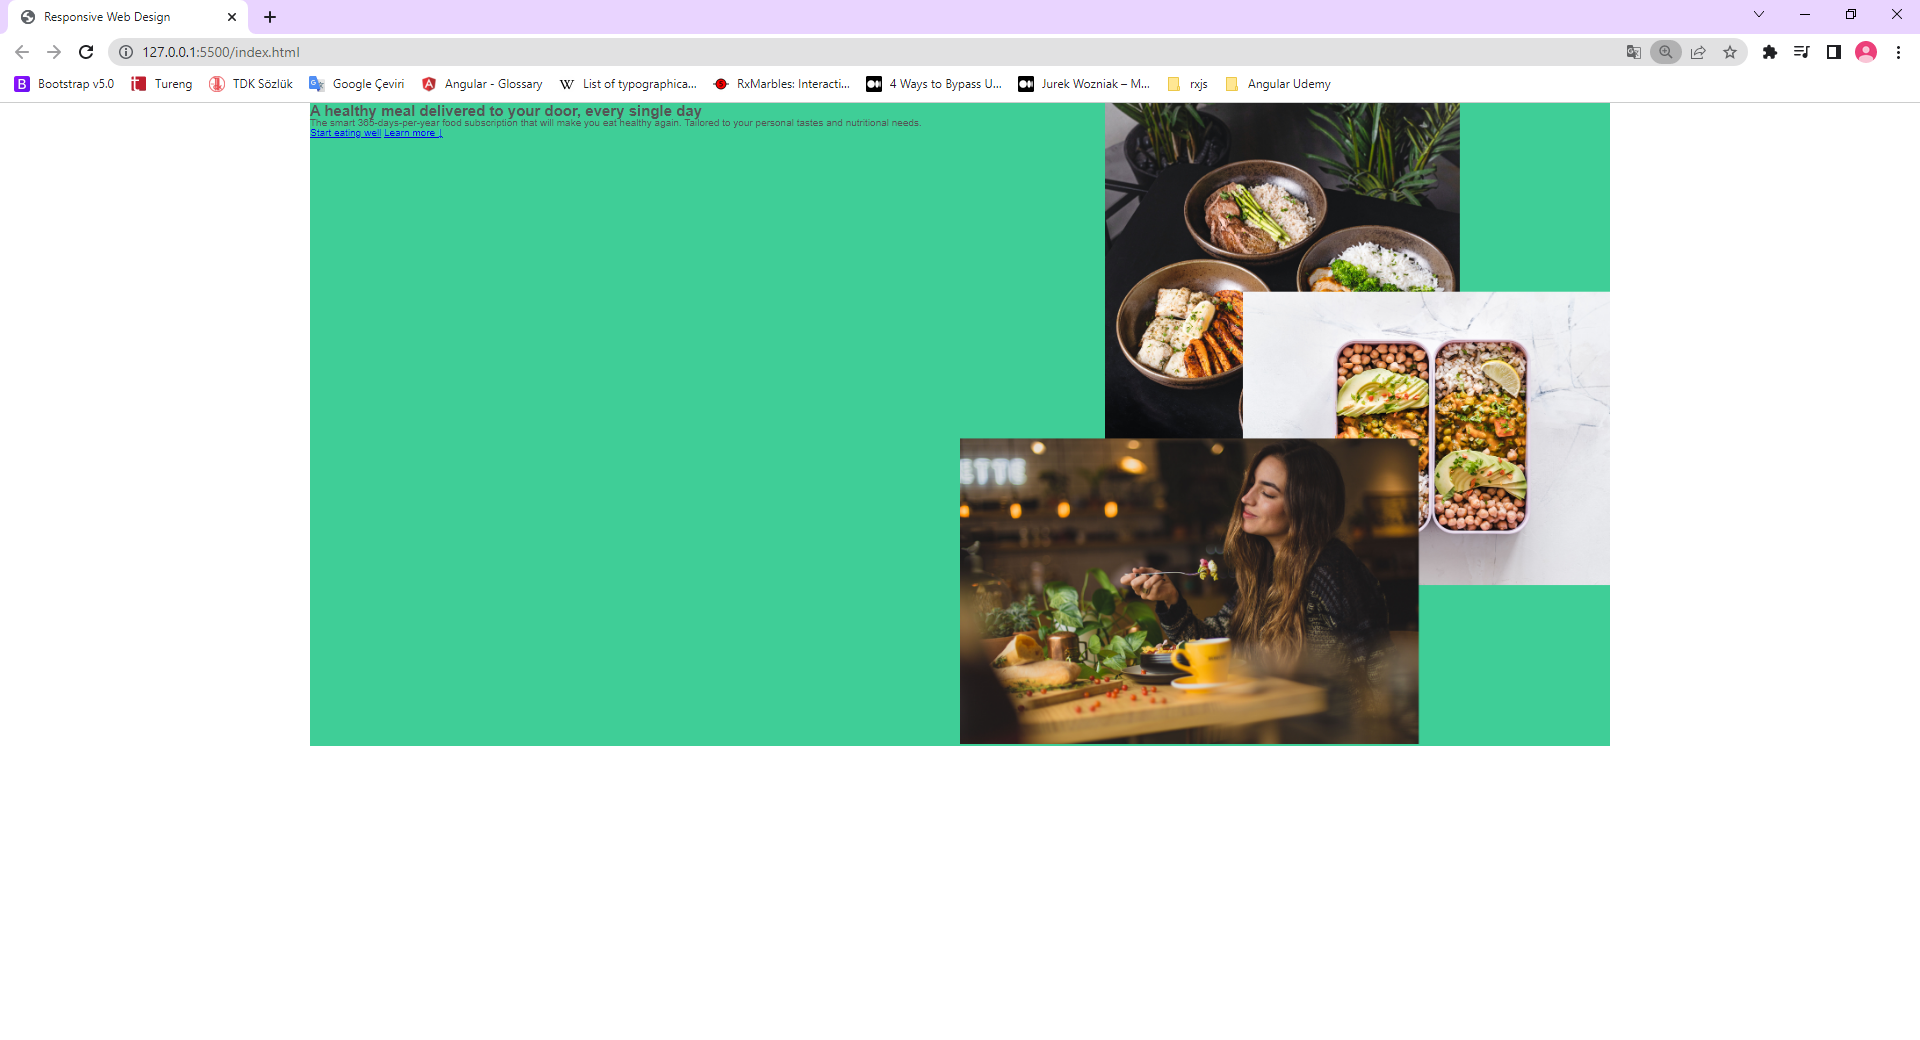 Responsive Web Design
127.0.0.1:5500/index.html
Bootstrap v5.0 Tureng TDK Sözlük Google Çeviri Angular - Glossary List of typographica... RxMarbles: Interacti... 4 Ways to Bypass U... Jurek Wozniak – M... rxjs Angular Udemy
A healthy meal delivered to your door, every single day
The smart 365-days-per-year food subscription that will make you eat healthy again. Tailored to your personal tastes and nutritional needs.
Start eating well Learn more ↓
ETTE